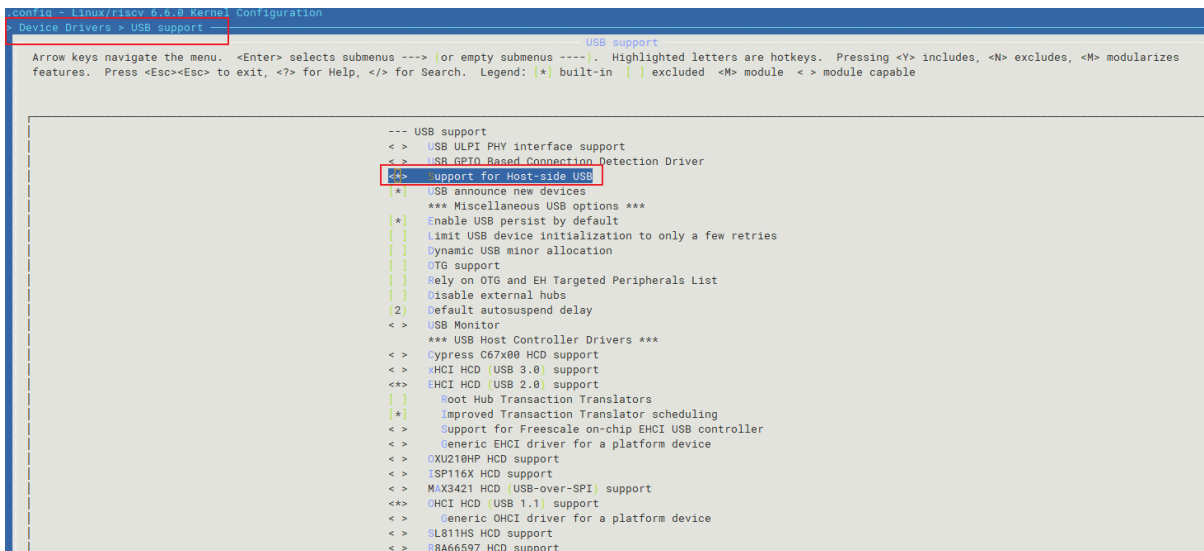 .config - Linux/riscv 6.6.0 Kernel Configuration
> Device Drivers > USB support
USB support
Arrow keys navigate the menu. <Enter> selects submenus ---> (or empty submenus ----). Highlighted letters are hotkeys. Pressing <Y> includes, <N> excludes, <M> modularizes
features. Press <Esc><Esc> to exit, <?> for Help, </> for Search. Legend: [*] built-in [ ] excluded <M> module < > module capable
--- USB support
< > USB ULPI PHY interface support
< > USB GPIO Based Connection Detection Driver
<*> Support for Host-side USB
[*] USB announce new devices
*** Miscellaneous USB options ***
[*] Enable USB persist by default
[ ] Limit USB device initialization to only a few retries
[ ] Dynamic USB minor allocation
[ ] OTG support
[ ] Rely on OTG and EH Targeted Peripherals List
[ ] Disable external hubs
(2) Default autosuspend delay
< > USB Monitor
*** USB Host Controller Drivers ***
< > Cypress C67x00 HCD support
< > xHCI HCD (USB 3.0) support
<*> EHCI HCD (USB 2.0) support
[ ] Root Hub Transaction Translators
[*] Improved Transaction Translator scheduling
< > Support for Freescale on-chip EHCI USB controller
< > Generic EHCI driver for a platform device
< > OXU210HP HCD support
< > ISP116X HCD support
< > MAX3421 HCD (USB-over-SPI) support
<*> OHCI HCD (USB 1.1) support
< > Generic OHCI driver for a platform device
< > SL811HS HCD support
< > R8A66597 HCD support